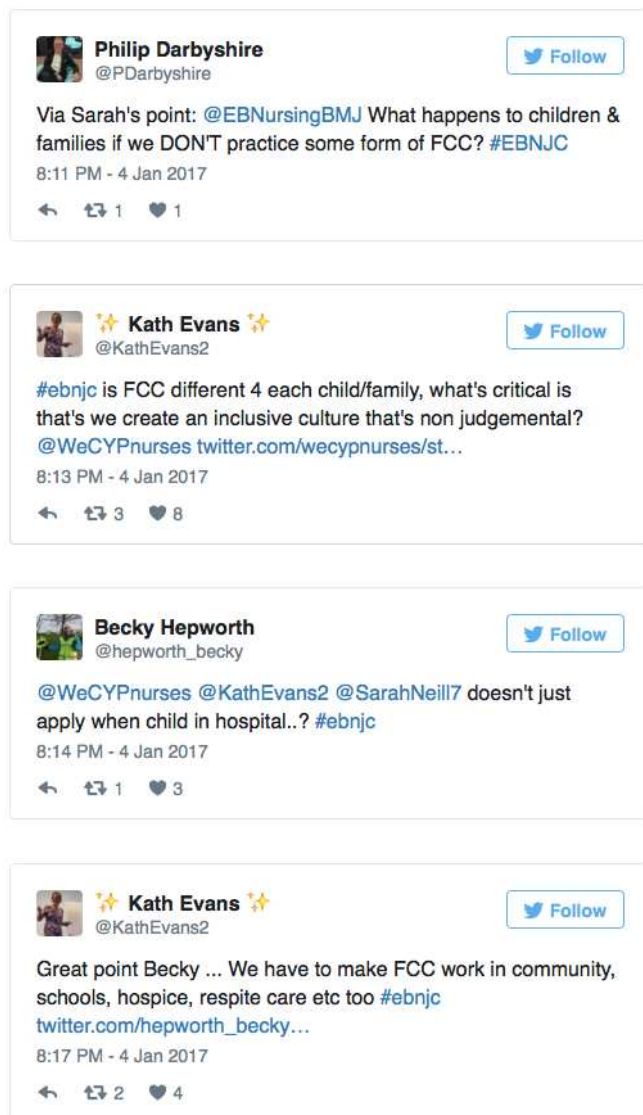 Philip Darbyshire
@PDarbyshire
Follow
Via Sarah's point: @EBNursingBMJ What happens to children &
families if we DON'T practice some form of FCC? #EBNJC
8:11 PM - 4 Jan 2017
1 1
✨ Kath Evans ✨
@KathEvans2
Follow
#ebnjc is FCC different 4 each child/family, what's critical is
that's we create an inclusive culture that's non judgemental?
@WeCYPnurses twitter.com/wecypnurses/st…
8:13 PM - 4 Jan 2017
3 8
Becky Hepworth
@hepworth_becky
Follow
@WeCYPnurses @KathEvans2 @SarahNeill7 doesn't just
apply when child in hospital..? #ebnjc
8:14 PM - 4 Jan 2017
1 3
✨ Kath Evans ✨
@KathEvans2
Follow
Great point Becky ... We have to make FCC work in community,
schools, hospice, respite care etc too #ebnjc
twitter.com/hepworth_becky…
8:17 PM - 4 Jan 2017
2 4